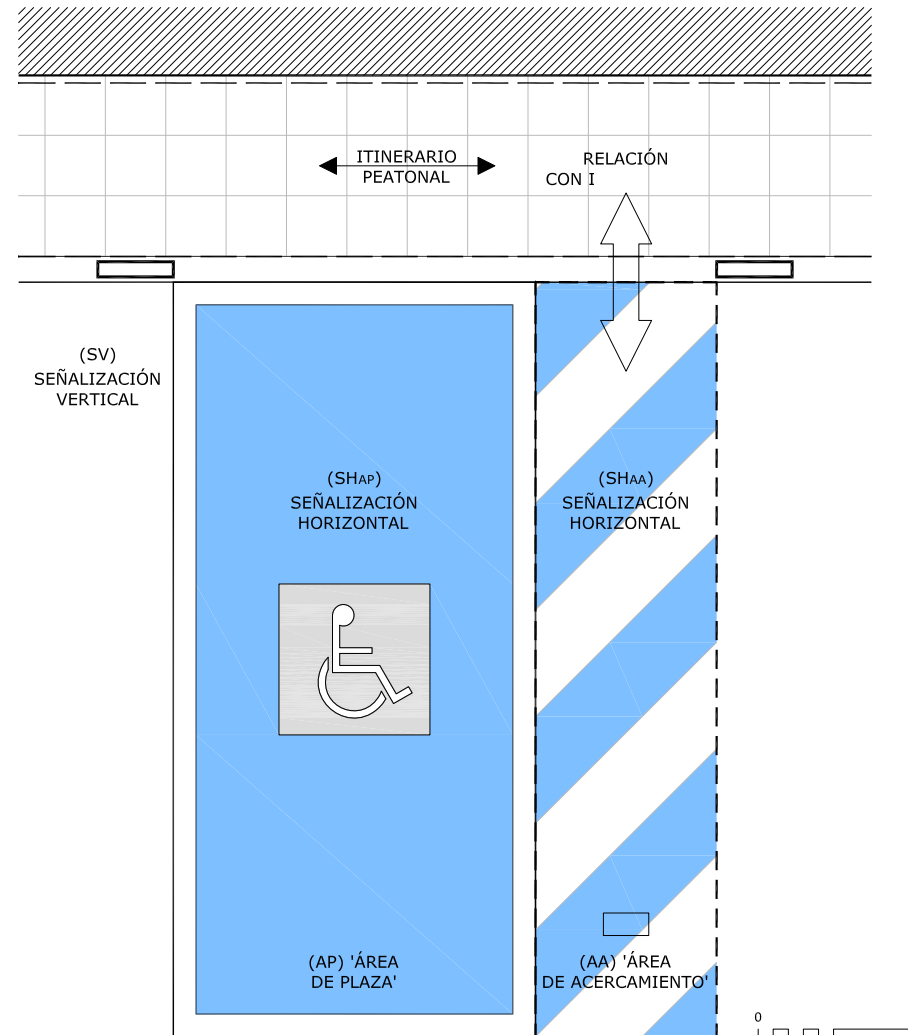 ITINERARIO
PEATONAL
RELACIÓN
CON I
(SV)
SEÑALIZACIÓN
VERTICAL
(SHAP)
SEÑALIZACIÓN
HORIZONTAL
(SHAA)
SEÑALIZACIÓN
HORIZONTAL
(AP) 'ÁREA
DE PLAZA'
(AA) 'ÁREA
DE ACERCAMIENTO'
0